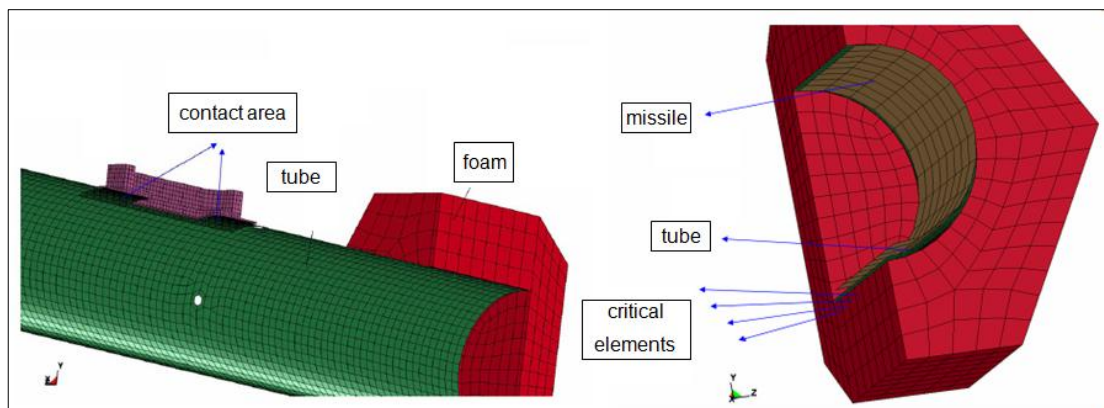 contact area
tube
foam
missile
tube
critical
elements
X
Y
Y
X
Z